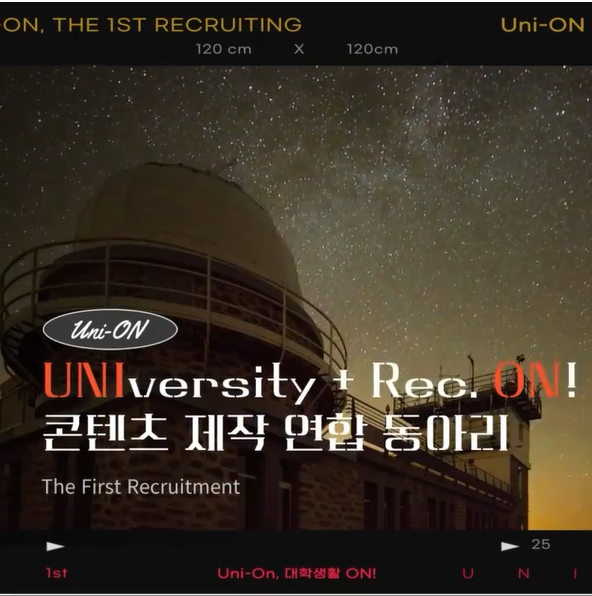 -ON, THE 1ST RECRUITING Uni-ON
120 cm X 120cm
Uni-ON
UNIversity + Rec. ON!
콘텐츠 제작 연합 동아리
The First Recruitment
25
1st Uni-On, 대학생활 ON! U N I